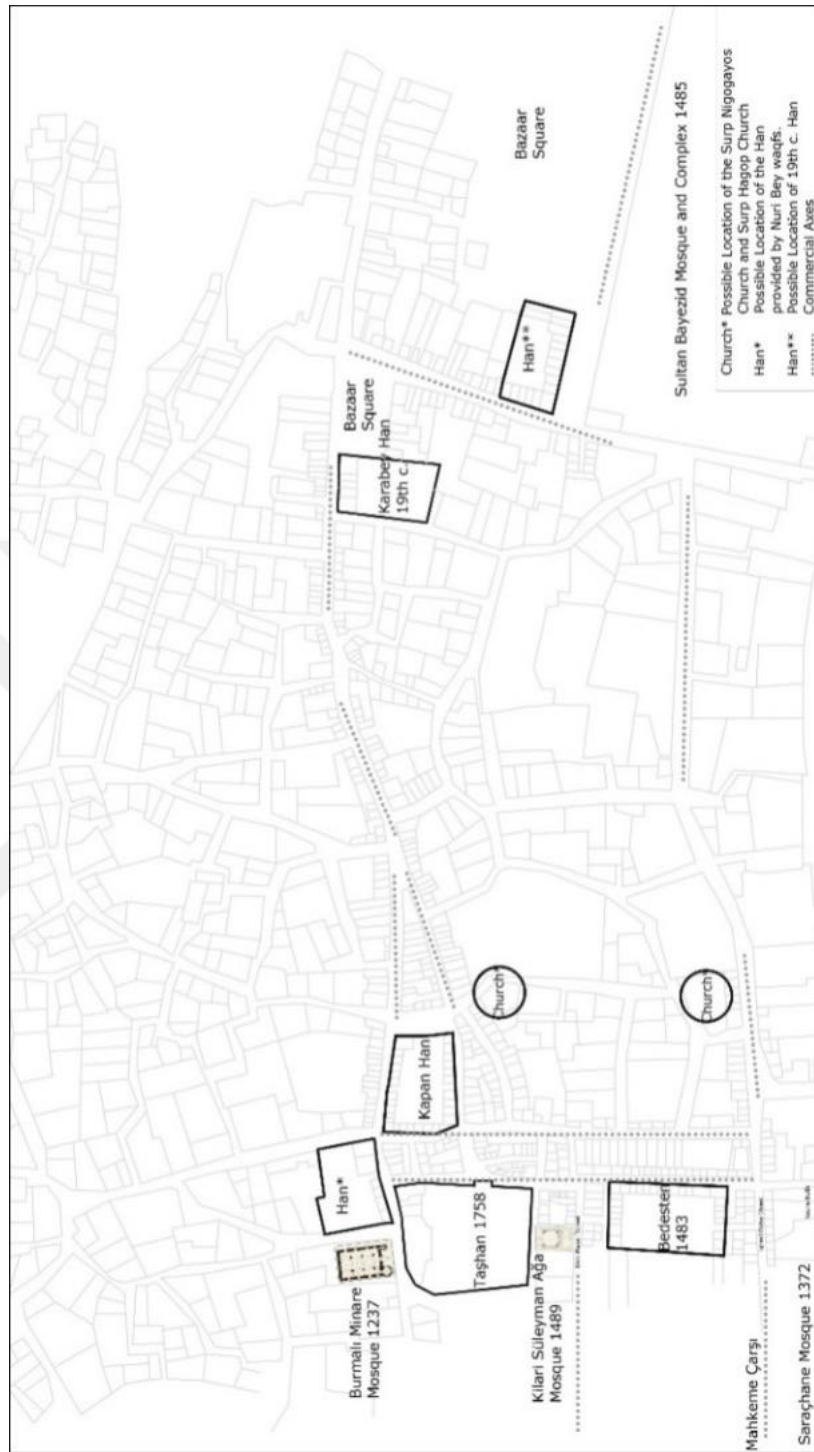 Burmalı Minare
Mosque 1237
Han*
Bazaar
Square
Karabey Han
19th c.
Kapan Han
Taşhan 1758
Church*
Han**
Bazaar
Square
Kilari Süleyman Ağa
Mosque 1489
Bedesten
1483
Church*
Sultan Bayezid Mosque and Complex 1485
Mahkeme Çarşı
Saraçhane Mosque 1372
Church* Possible Location of the Surp Nigogayos
Church and Surp Hagop Church
Han* Possible Location of the Han
provided by Nuri Bey waqfs.
Han** Possible Location of 19th c. Han
Commercial Axes